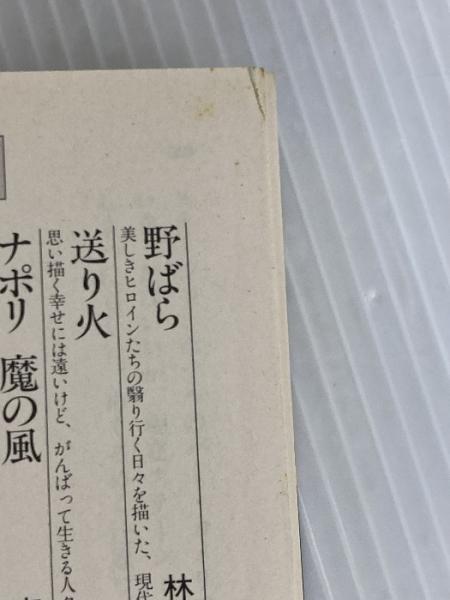 野ばら 林
美しきヒロインたちの翳り行く日々を描いた、現代
送り火
思い描く幸せには遠いけど、がんばって生きる人
ナポリ 魔の風